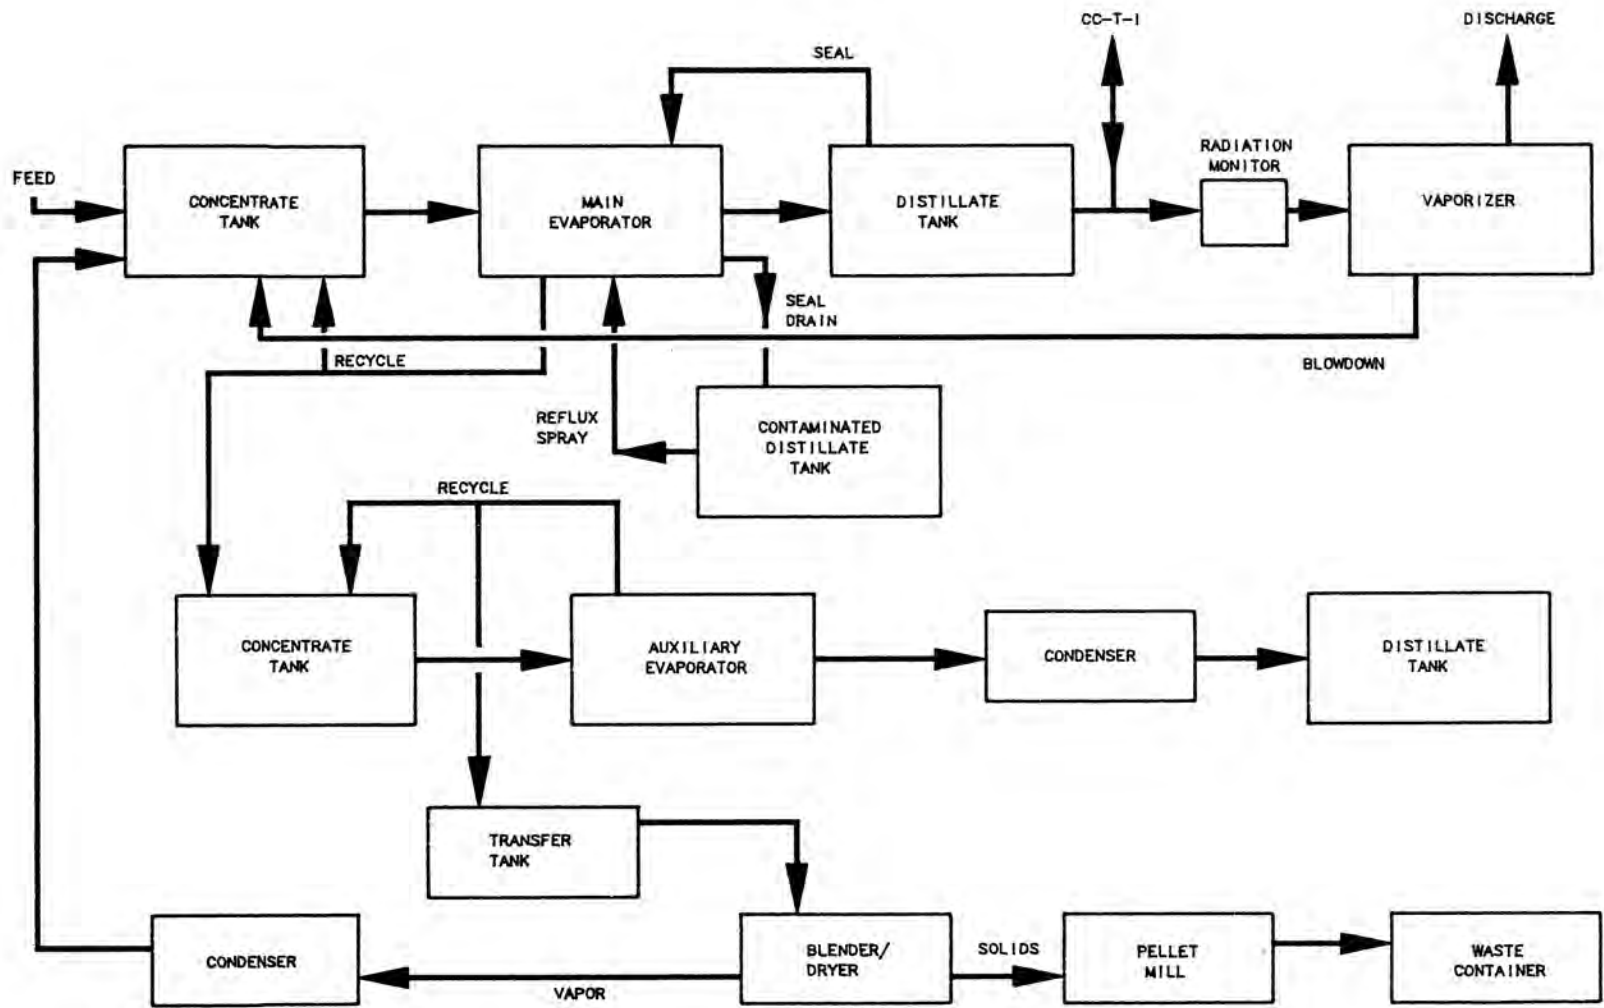 CC-T-1
DISCHARGE
SEAL
FEED
CONCENTRATE
TANK
MAIN
EVAPORATOR
DISTILLATE
TANK
RADIATION
MONITOR
VAPORIZER
SEAL
DRAIN
RECYCLE
BLOWDOWN
REFLUX
SPRAY
CONTAMINATED
DISTILLATE
TANK
RECYCLE
CONCENTRATE
TANK
AUXILIARY
EVAPORATOR
CONDENSER
DISTILLATE
TANK
TRANSFER
TANK
CONDENSER
VAPOR
BLENDER/
DRYER
SOLIDS
PELLET
MILL
WASTE
CONTAINER